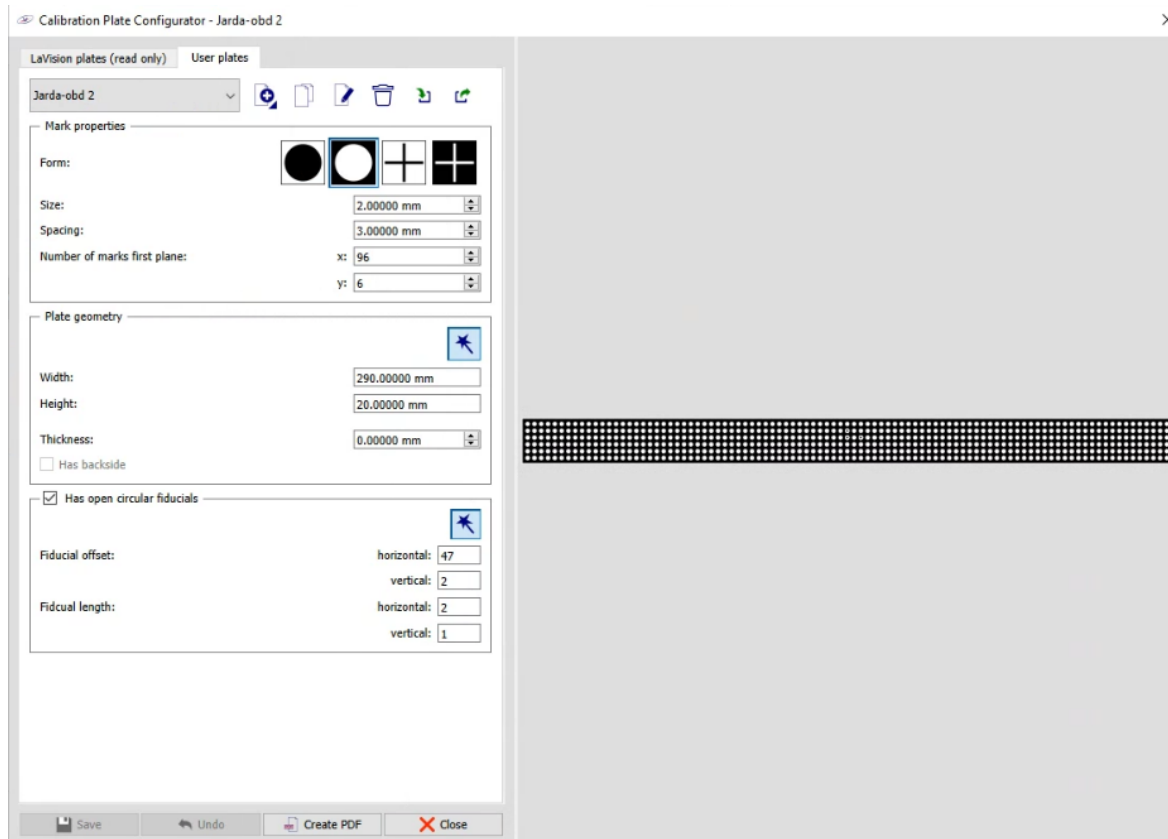 Calibration Plate Configurator - Jarda-obd 2
LaVision plates (read only) User plates
Jarda-obd 2
Mark properties
Form:
Size: 2.00000 mm
Spacing: 3.00000 mm
Number of marks first plane: x: 96
y: 6
Plate geometry
Width: 290.00000 mm
Height: 20.00000 mm
Thickness: 0.00000 mm
Has backside
Has open circular fiducials
Fiducial offset: horizontal: 47
vertical: 2
Fidcual length: horizontal: 2
vertical: 1
Save Undo Create PDF Close